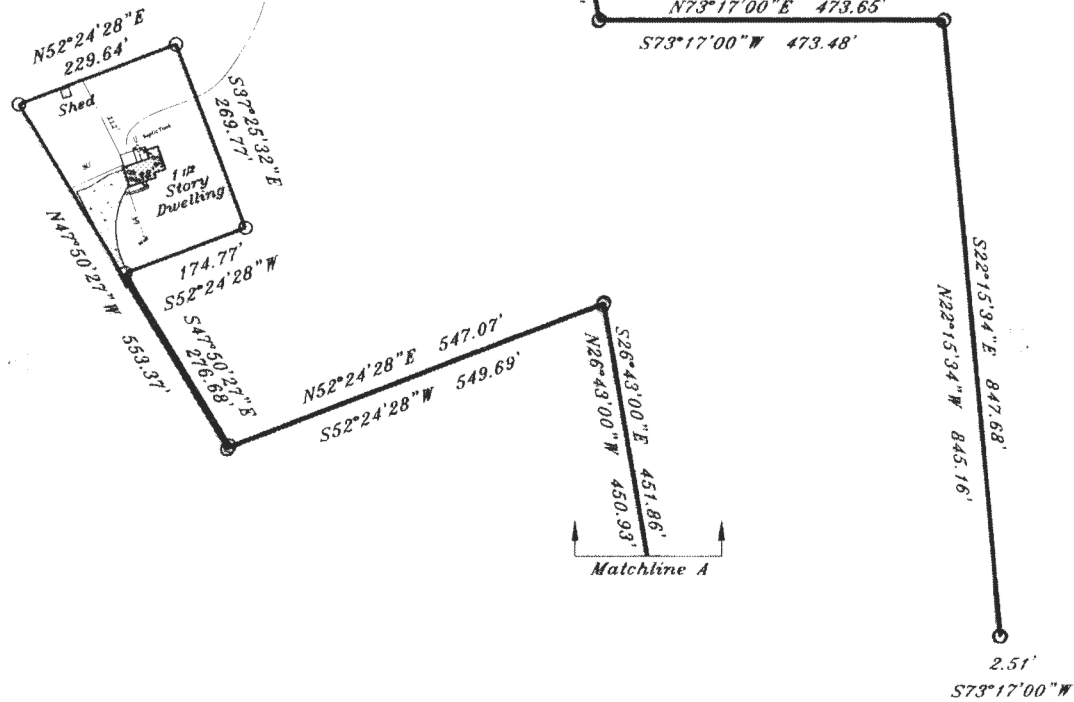 N73°17'00"E 473.65'
S73°17'00"W 473.48'
N52°24'28"E
229.64'
Shed
S37°25'32"E
269.77'
Septic Tank
1 1/2
Story
Dwelling
174.77'
S52°24'28"W
N47°50'27"W 553.37'
S47°50'27"E
276.68'
N52°24'28"E 547.07'
S52°24'28"W 549.69'
S26°43'00"E 451.86'
N26°43'00"W 450.93'
Matchline A
S22°15'34"E 847.68'
N22°15'34"W 845.16'
2.51'
S73°17'00"W